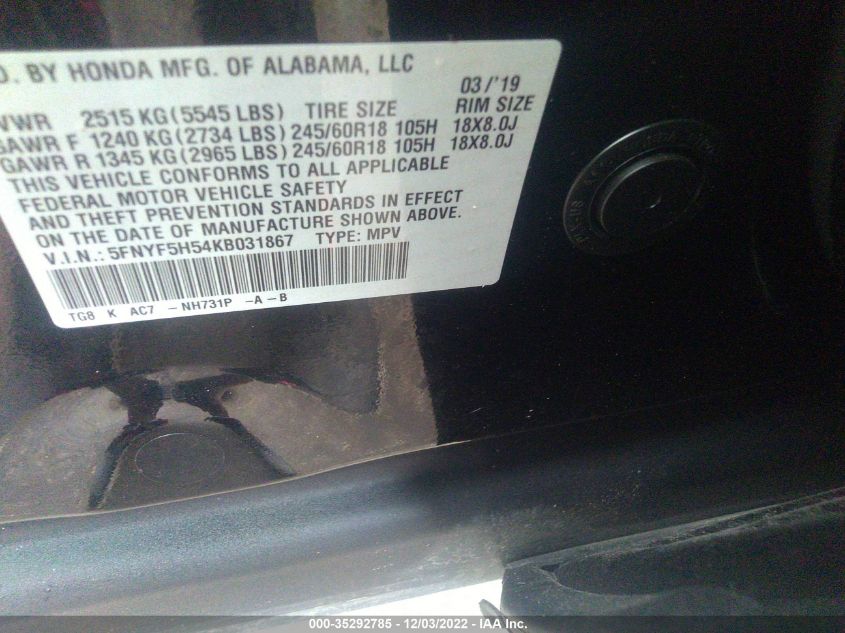 D. BY HONDA MFG. OF ALABAMA, LLC
03/'19
VWR 2515 KG(5545 LBS) TIRE SIZE RIM SIZE
GAWR F 1240 KG(2734 LBS) 245/60R18 105H 18X8.0J
GAWR R 1345 KG(2965 LBS) 245/60R18 105H 18X8.0J
THIS VEHICLE CONFORMS TO ALL APPLICABLE
FEDERAL MOTOR VEHICLE SAFETY
AND THEFT PREVENTION STANDARDS IN EFFECT
ON THE DATE OF MANUFACTURE SHOWN ABOVE.
V.I.N.: 5FNYF5H54KB031867 TYPE: MPV
TG8 K AC7 -NH731P -A-B
000-35292785 - 12/03/2022 - IAA Inc.